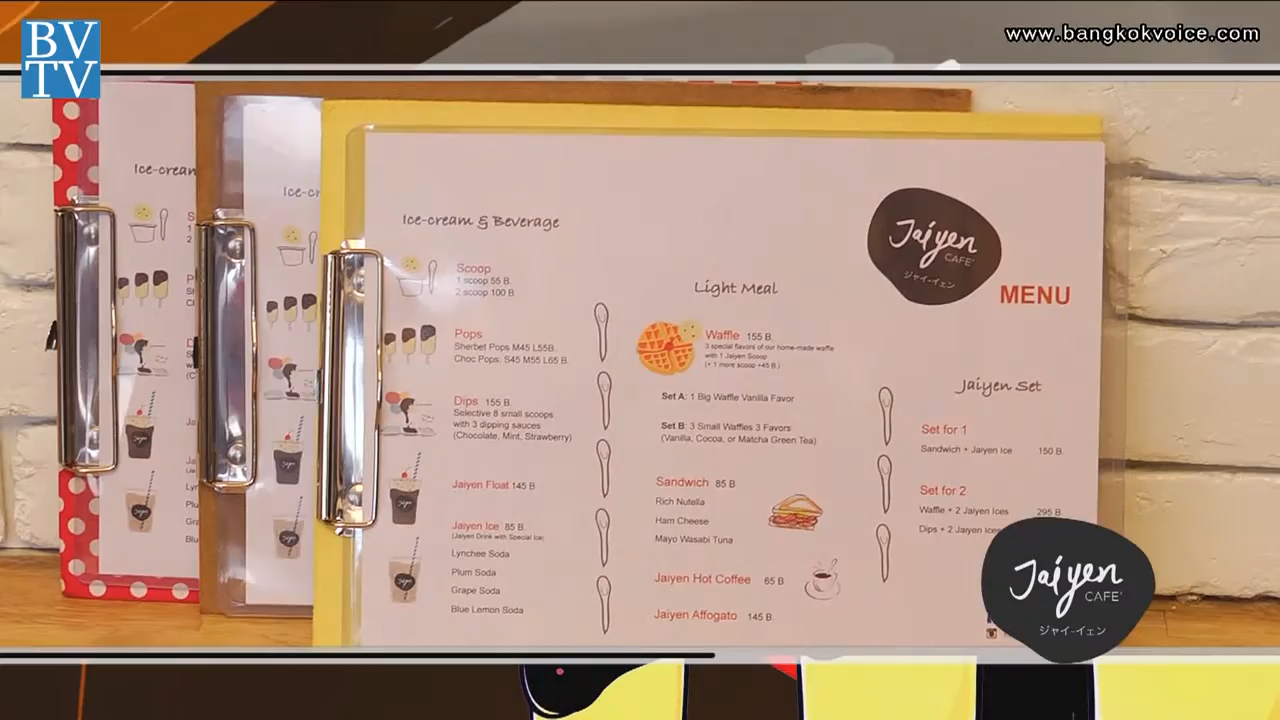 BV
TV
www.bangkokvoice.com
Ice-cream
Ice-cr
Ice-cream & Beverage
Scoop
1 scoop 55 B.
2 scoop 100 B.
Pops
Sherbet Pops M45 L55B.
Choc Pops: S45 M55 L65 B.
Dips 155 B.
Selective 8 small scoops
with 3 dipping sauces
(Chocolate, Mint, Strawberry)
Jaiyen Float 145 B
Jaiyen Ice 85 B.
(Jaiyen Drink with Special Ice)
Lynchee Soda
Plum Soda
Grape Soda
Blue Lemon Soda
Light Meal
Waffle 155 B.
3 special flavors of our home-made waffle
with 1 Jaiyen Scoop
(+ 1 more scoop +45 B.)
Set A: 1 Big Waffle Vanilla Favor
Set B: 3 Small Waffles 3 Favors
(Vanilla, Cocoa, or Matcha Green Tea)
Sandwich 85 B
Rich Nutella
Ham Cheese
Mayo Wasabi Tuna
Jaiyen Hot Coffee 65 B
Jaiyen Affogato 145 B.
Jaiyen
CAFE'
ジャイ-イェン
MENU
Jaiyen Set
Set for 1
Sandwich + Jaiyen Ice 150 B.
Set for 2
Waffle + 2 Jaiyen Ices 295 B.
Dips + 2 Jaiyen Ices
Jaiyen
CAFE'
ジャイ-イェン